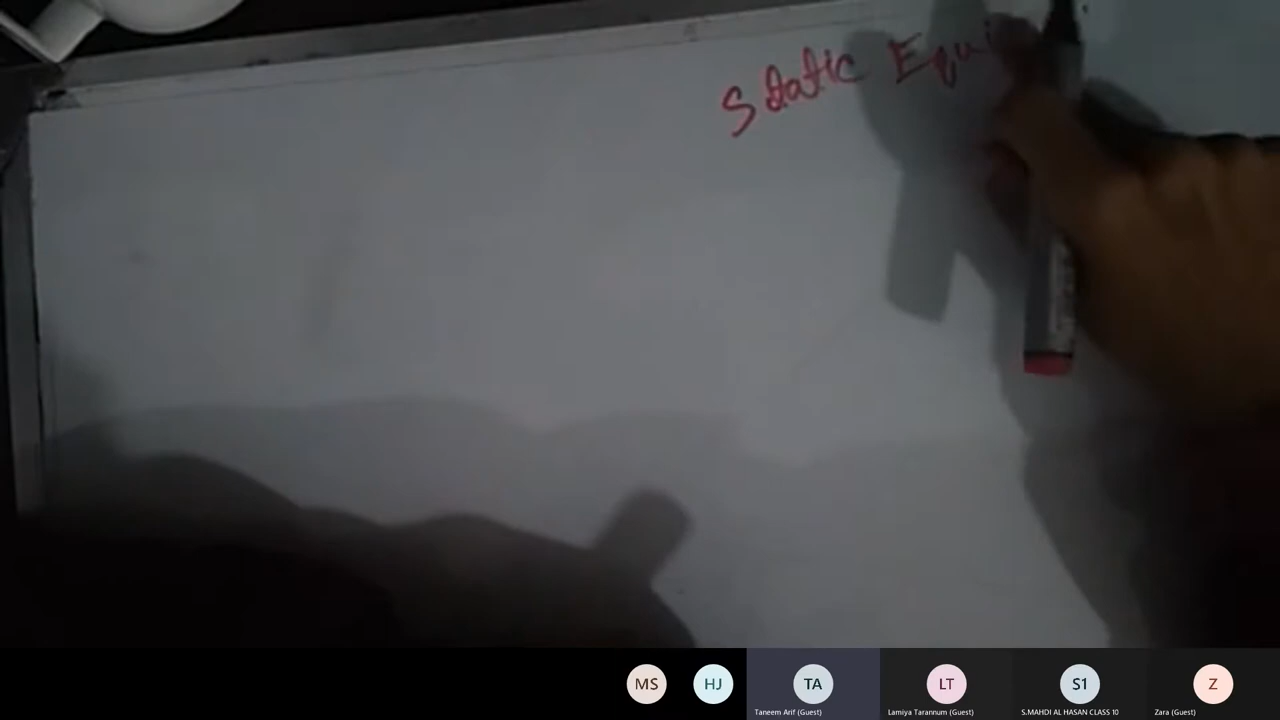 Static Equi
MS
HJ
TA
LT
S1
Z
Taneem Arif (Guest)
Lamiya Tarannum (Guest)
S.MAHDI AL HASAN CLASS 10
Zara (Guest)